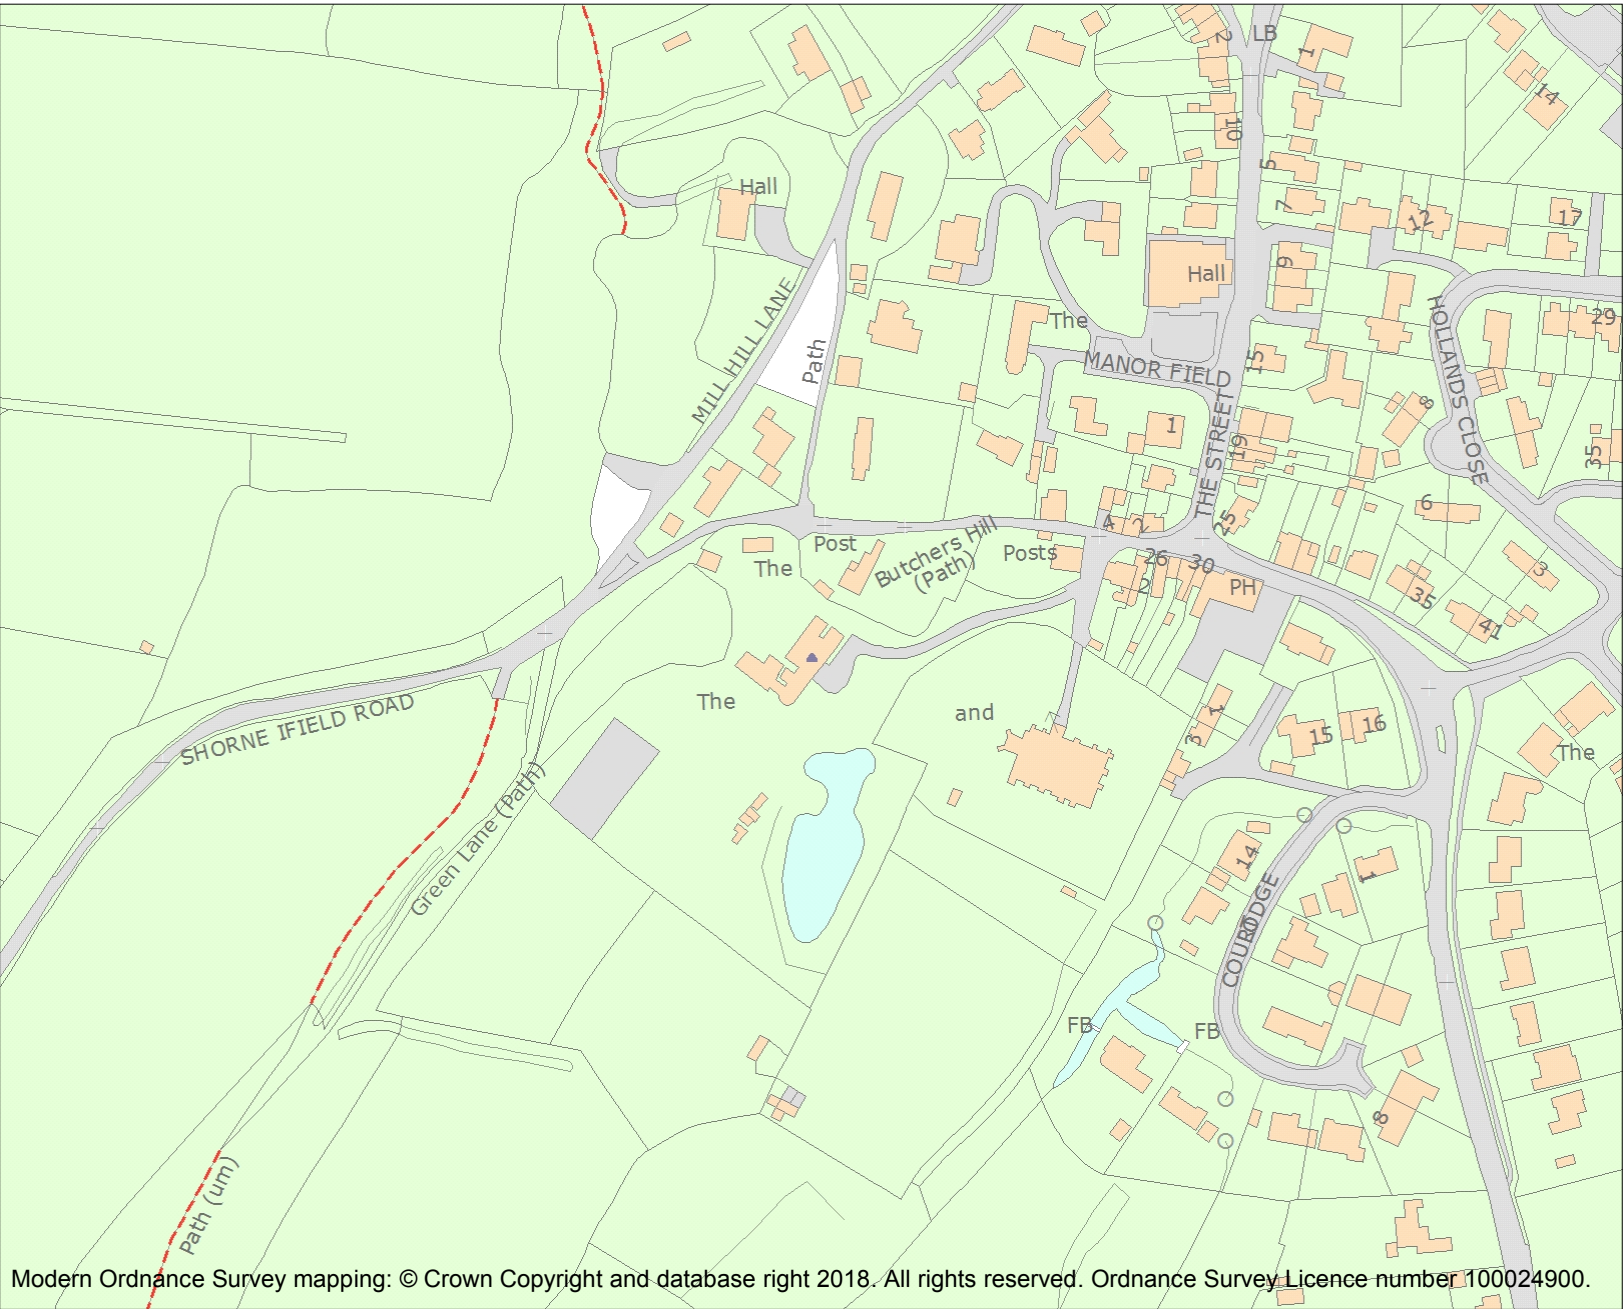 2
LB
1
14
10
5
Hall
7
12
17
Hall
9
MILL HILL LANE
The
HOLLANDS CLOSE
29
Path
MANOR FIELD
15
8
1
THE STREET
19
35
6
4
2
25
Post
Butchers Hill
(Path)
Posts
The
26
30
2
PH
3
35
41
The
and
1
3
15
16
The
SHORNE IFIELD ROAD
Green Lane (Path)
14
1
COURT LODGE
FB
FB
8
Path (um)
Modern Ordnance Survey mapping: © Crown Copyright and database right 2018. All rights reserved. Ordnance Survey Licence number 100024900.